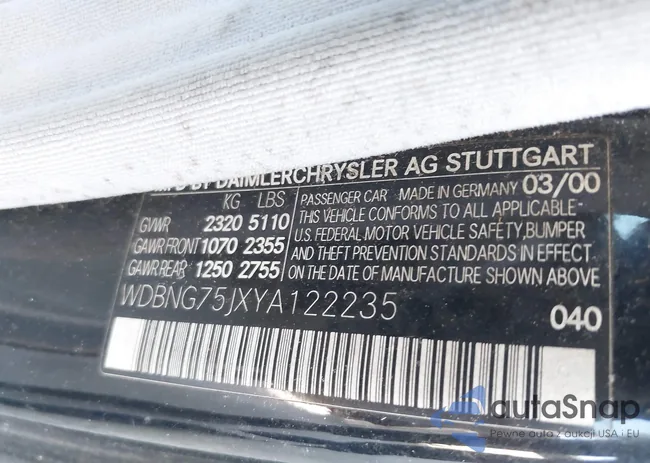 MFD BY DAIMLERCHRYSLER AG STUTTGART
KG LBS
GVWR 2320 5110
GAWR FRONT 1070 2355
GAWR REAR 1250 2755
PASSENGER CAR MADE IN GERMANY 03/00
THIS VEHICLE CONFORMS TO ALL APPLICABLE
U.S. FEDERAL MOTOR VEHICLE SAFETY, BUMPER
AND THEFT PREVENTION STANDARDS IN EFFECT
ON THE DATE OF MANUFACTURE SHOWN ABOVE
WDBNG75JXYA122235
040
autoSnap
Pewne auto z aukcji USA i EU